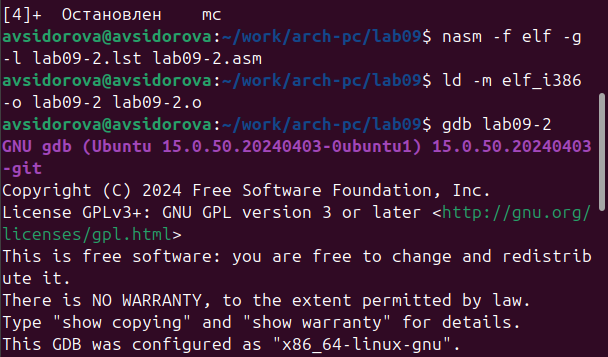 [4]+  Остановлен    mc
avsidorova@avsidorova:~/work/arch-pc/lab09$ nasm -f elf -g
-l lab09-2.lst lab09-2.asm
avsidorova@avsidorova:~/work/arch-pc/lab09$ ld -m elf_i386
-o lab09-2 lab09-2.o
avsidorova@avsidorova:~/work/arch-pc/lab09$ gdb lab09-2
GNU gdb (Ubuntu 15.0.50.20240403-0ubuntu1) 15.0.50.20240403
-git
Copyright (C) 2024 Free Software Foundation, Inc.
License GPLv3+: GNU GPL version 3 or later <http://gnu.org/
licenses/gpl.html>
This is free software: you are free to change and redistrib
ute it.
There is NO WARRANTY, to the extent permitted by law.
Type "show copying" and "show warranty" for details.
This GDB was configured as "x86_64-linux-gnu".